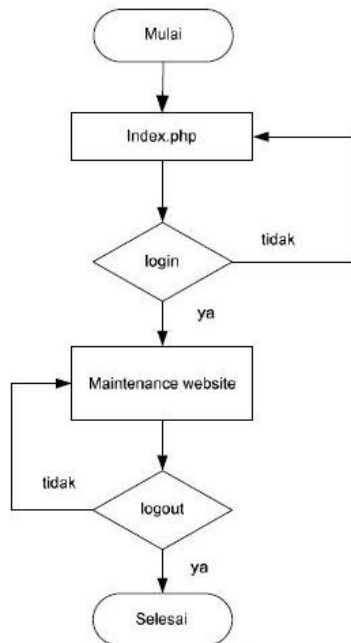 Mulai
Index.php
login
tidak
ya
Maintenance website
tidak
logout
ya
Selesai